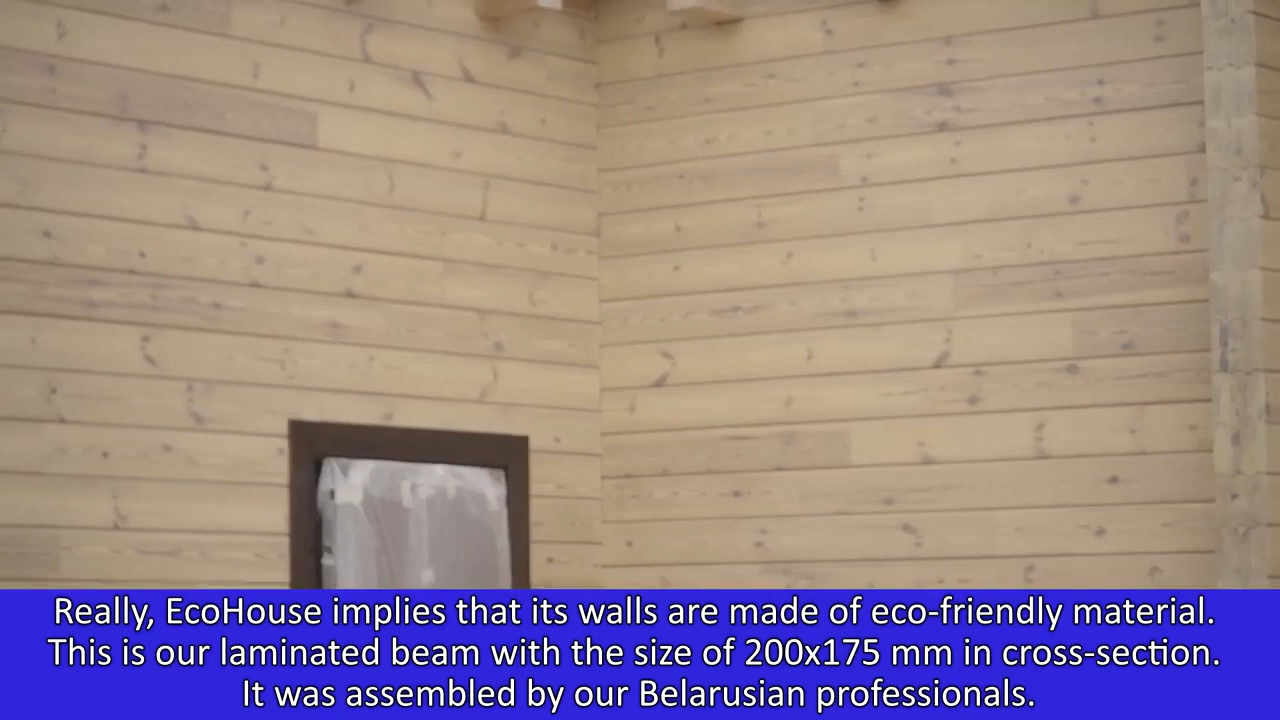 Really, EcoHouse implies that its walls are made of eco-friendly material.
This is our laminated beam with the size of 200x175 mm in cross-section.
It was assembled by our Belarusian professionals.